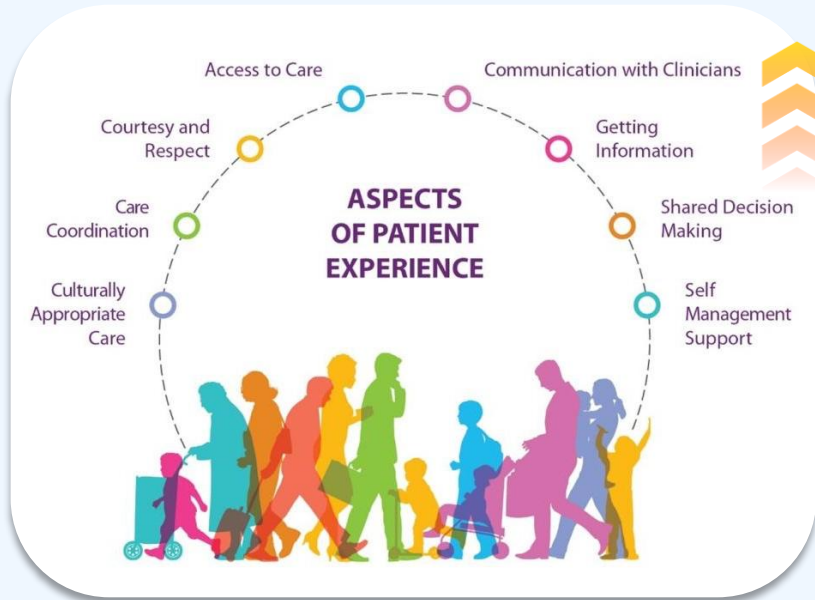 ASPECTS
OF PATIENT
EXPERIENCE
Culturally
Appropriate
Care
Care
Coordination
Courtesy and
Respect
Access to Care
Communication with Clinicians
Getting
Information
Shared Decision
Making
Self
Management
Support